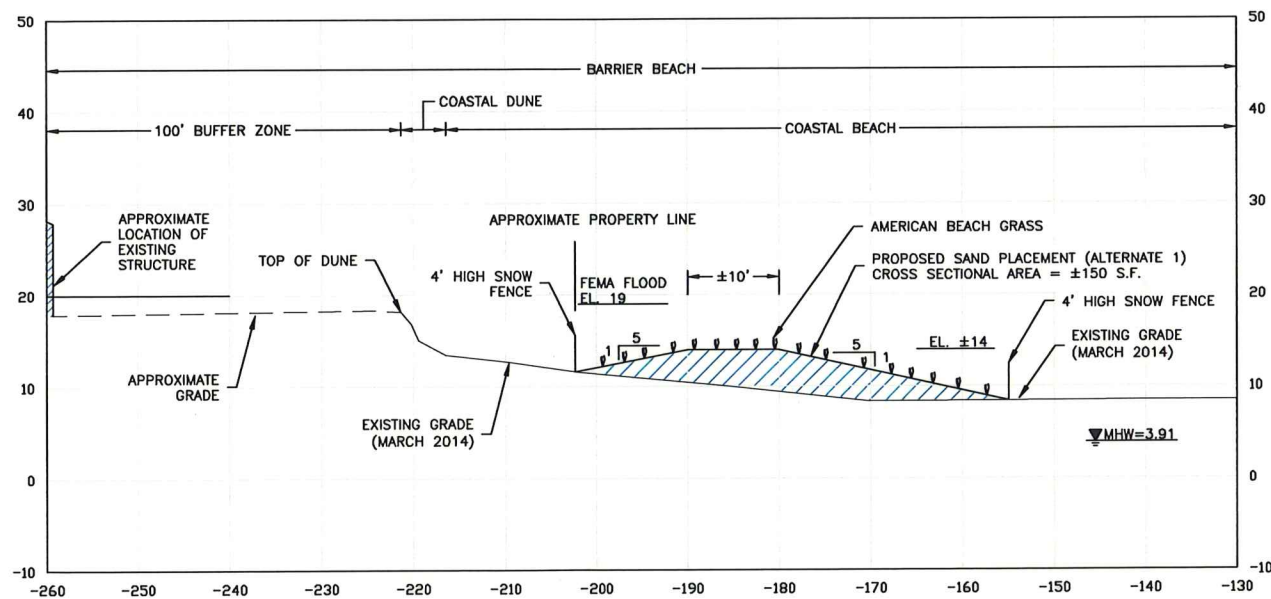 50
50
BARRIER BEACH
40
COASTAL DUNE
40
100' BUFFER ZONE
COASTAL BEACH
30
30
APPROXIMATE
LOCATION OF
EXISTING
STRUCTURE
APPROXIMATE PROPERTY LINE
AMERICAN BEACH GRASS
TOP OF DUNE
4' HIGH SNOW
FENCE
FEMA FLOOD
EL. 19
±10'
PROPOSED SAND PLACEMENT (ALTERNATE 1)
CROSS SECTIONAL AREA = ±150 S.F.
4' HIGH SNOW FENCE
20
20
1
5
5
1
EL. ±14
EXISTING GRADE
(MARCH 2014)
10
10
APPROXIMATE
GRADE
EXISTING GRADE
(MARCH 2014)
MHW=3.91
0
0
-10
-10
-260
-250
-240
-230
-220
-210
-200
-190
-180
-170
-160
-150
-140
-130